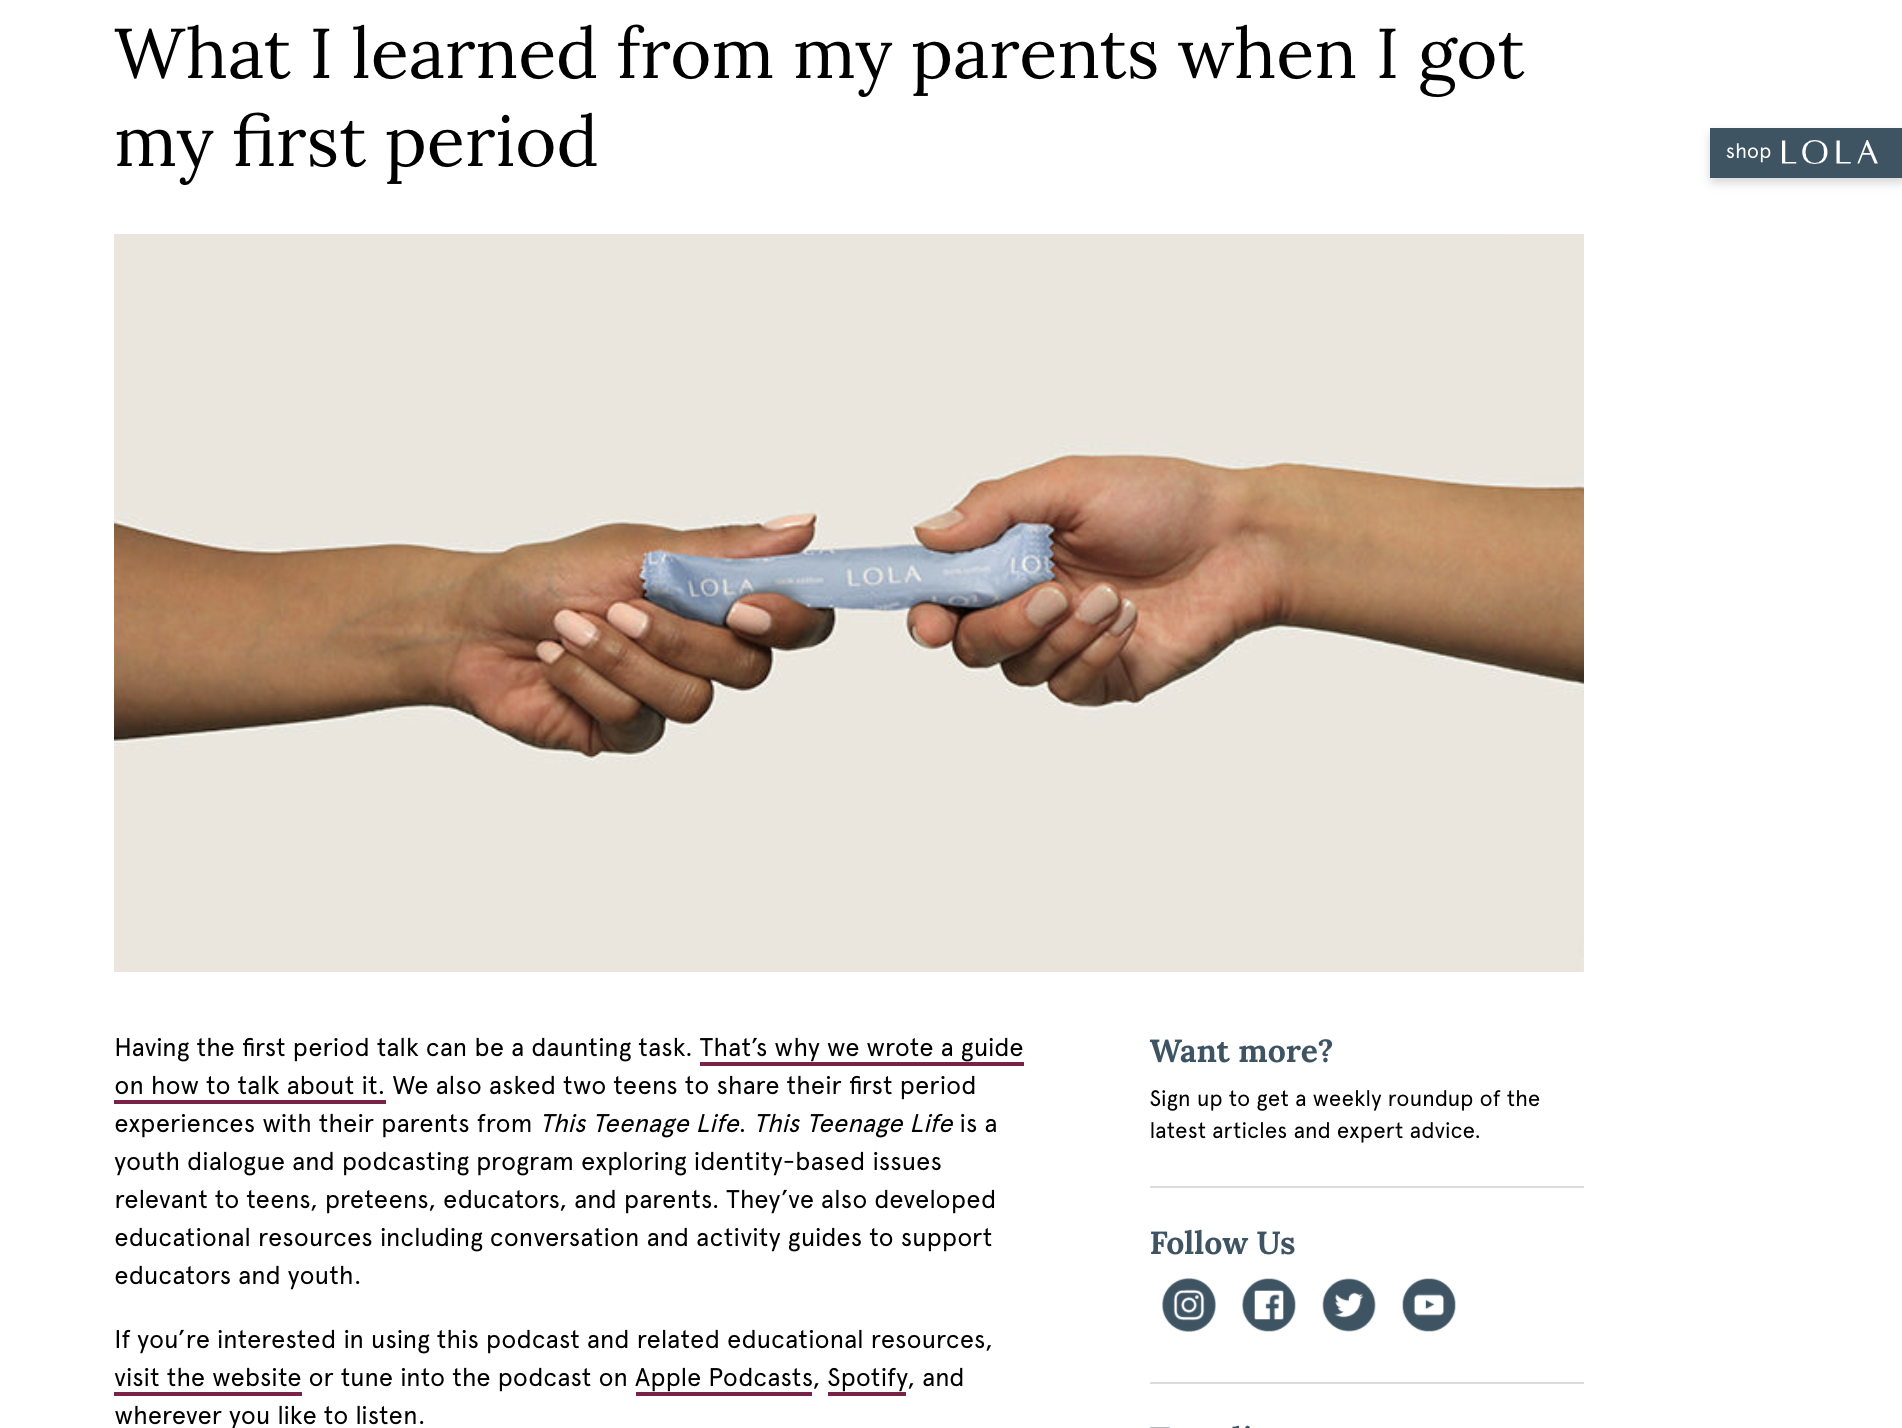 What I learned from my parents when I got
my first period
shop LOLA
LOLA LOLA LOL
Having the first period talk can be a daunting task. That’s why we wrote a guide
on how to talk about it. We also asked two teens to share their first period
experiences with their parents from This Teenage Life. This Teenage Life is a
youth dialogue and podcasting program exploring identity-based issues
relevant to teens, preteens, educators, and parents. They’ve also developed
educational resources including conversation and activity guides to support
educators and youth.
If you’re interested in using this podcast and related educational resources,
visit the website or tune into the podcast on Apple Podcasts, Spotify, and
wherever you like to listen.
Want more?
Sign up to get a weekly roundup of the
latest articles and expert advice.
Follow Us